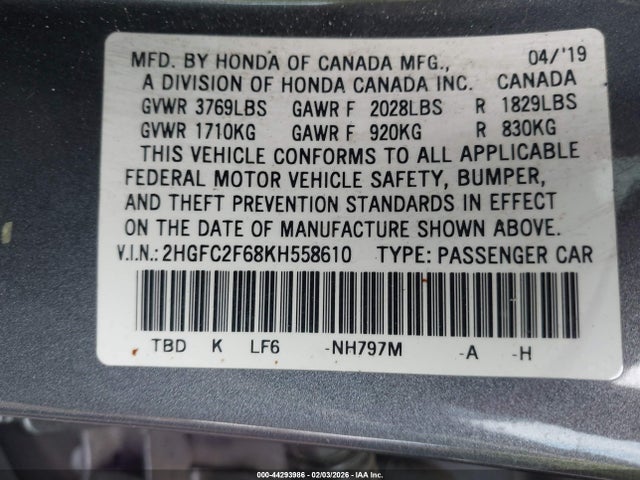 MFD. BY HONDA OF CANADA MFG., 04/'19
A DIVISION OF HONDA CANADA INC. CANADA
GVWR 3769LBS GAWR F 2028LBS R 1829LBS
GVWR 1710KG GAWR F 920KG R 830KG
THIS VEHICLE CONFORMS TO ALL APPLICABLE
FEDERAL MOTOR VEHICLE SAFETY, BUMPER,
AND THEFT PREVENTION STANDARDS IN EFFECT
ON THE DATE OF MANUFACTURE SHOWN ABOVE.
V.I.N.: 2HGFC2F68KH558610 TYPE: PASSENGER CAR
TBD K LF6 -NH797M -A -H
000-44293986 - 02/03/2026 - IAA Inc.